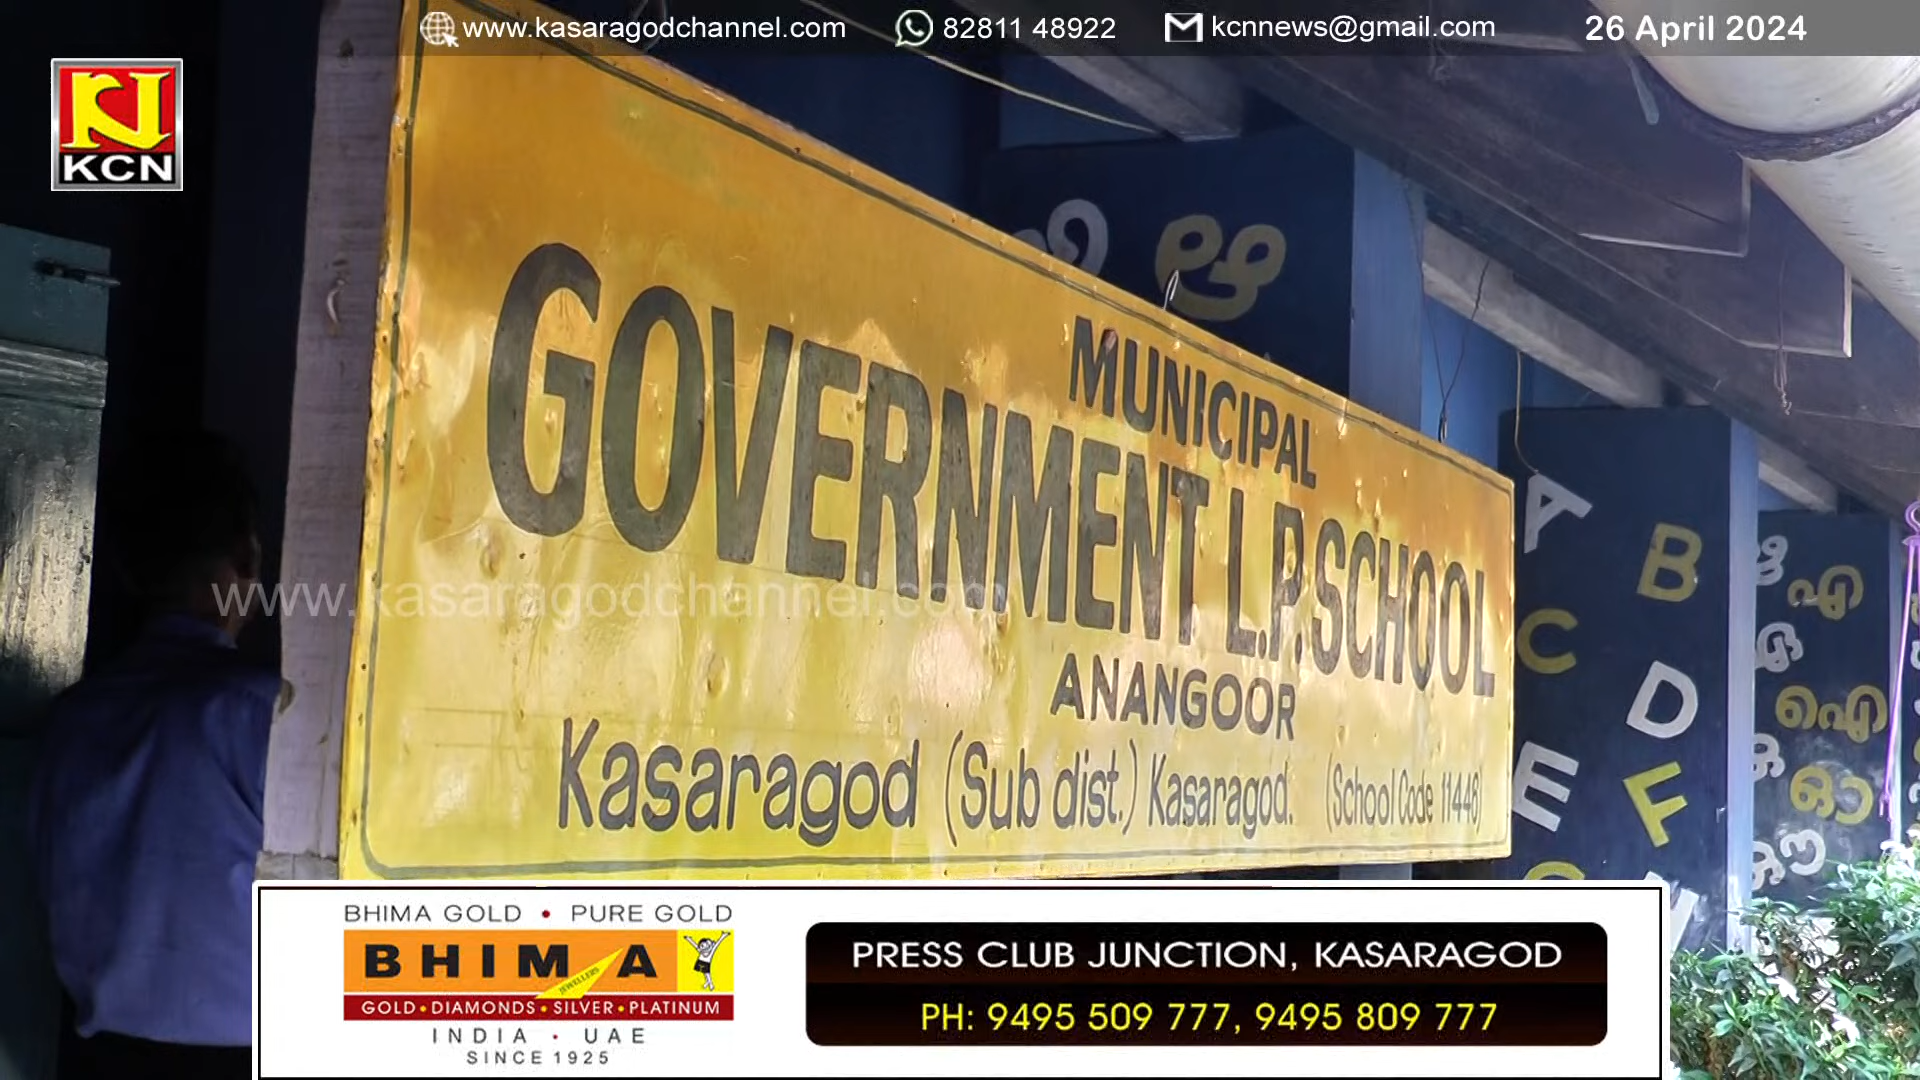 www.kasaragodchannel.com 82811 48922 kcnnews@gmail.com 26 April 2024
KCN
MUNICIPAL
GOVERNMENT L.P. SCHOOL
ANANGOOR
Kasaragod (Sub dist.) Kasaragod. (School Code 11446)
www.kasaragodchannel.com
ആ
A
B
C
D
E
F
എ
ഐ
ഓ
ഔ
BHIMA GOLD • PURE GOLD
BHIMA
JEWELLERS
GOLD • DIAMONDS • SILVER • PLATINUM
INDIA • UAE
SINCE 1925
PRESS CLUB JUNCTION, KASARAGOD
PH: 9495 509 777, 9495 809 777